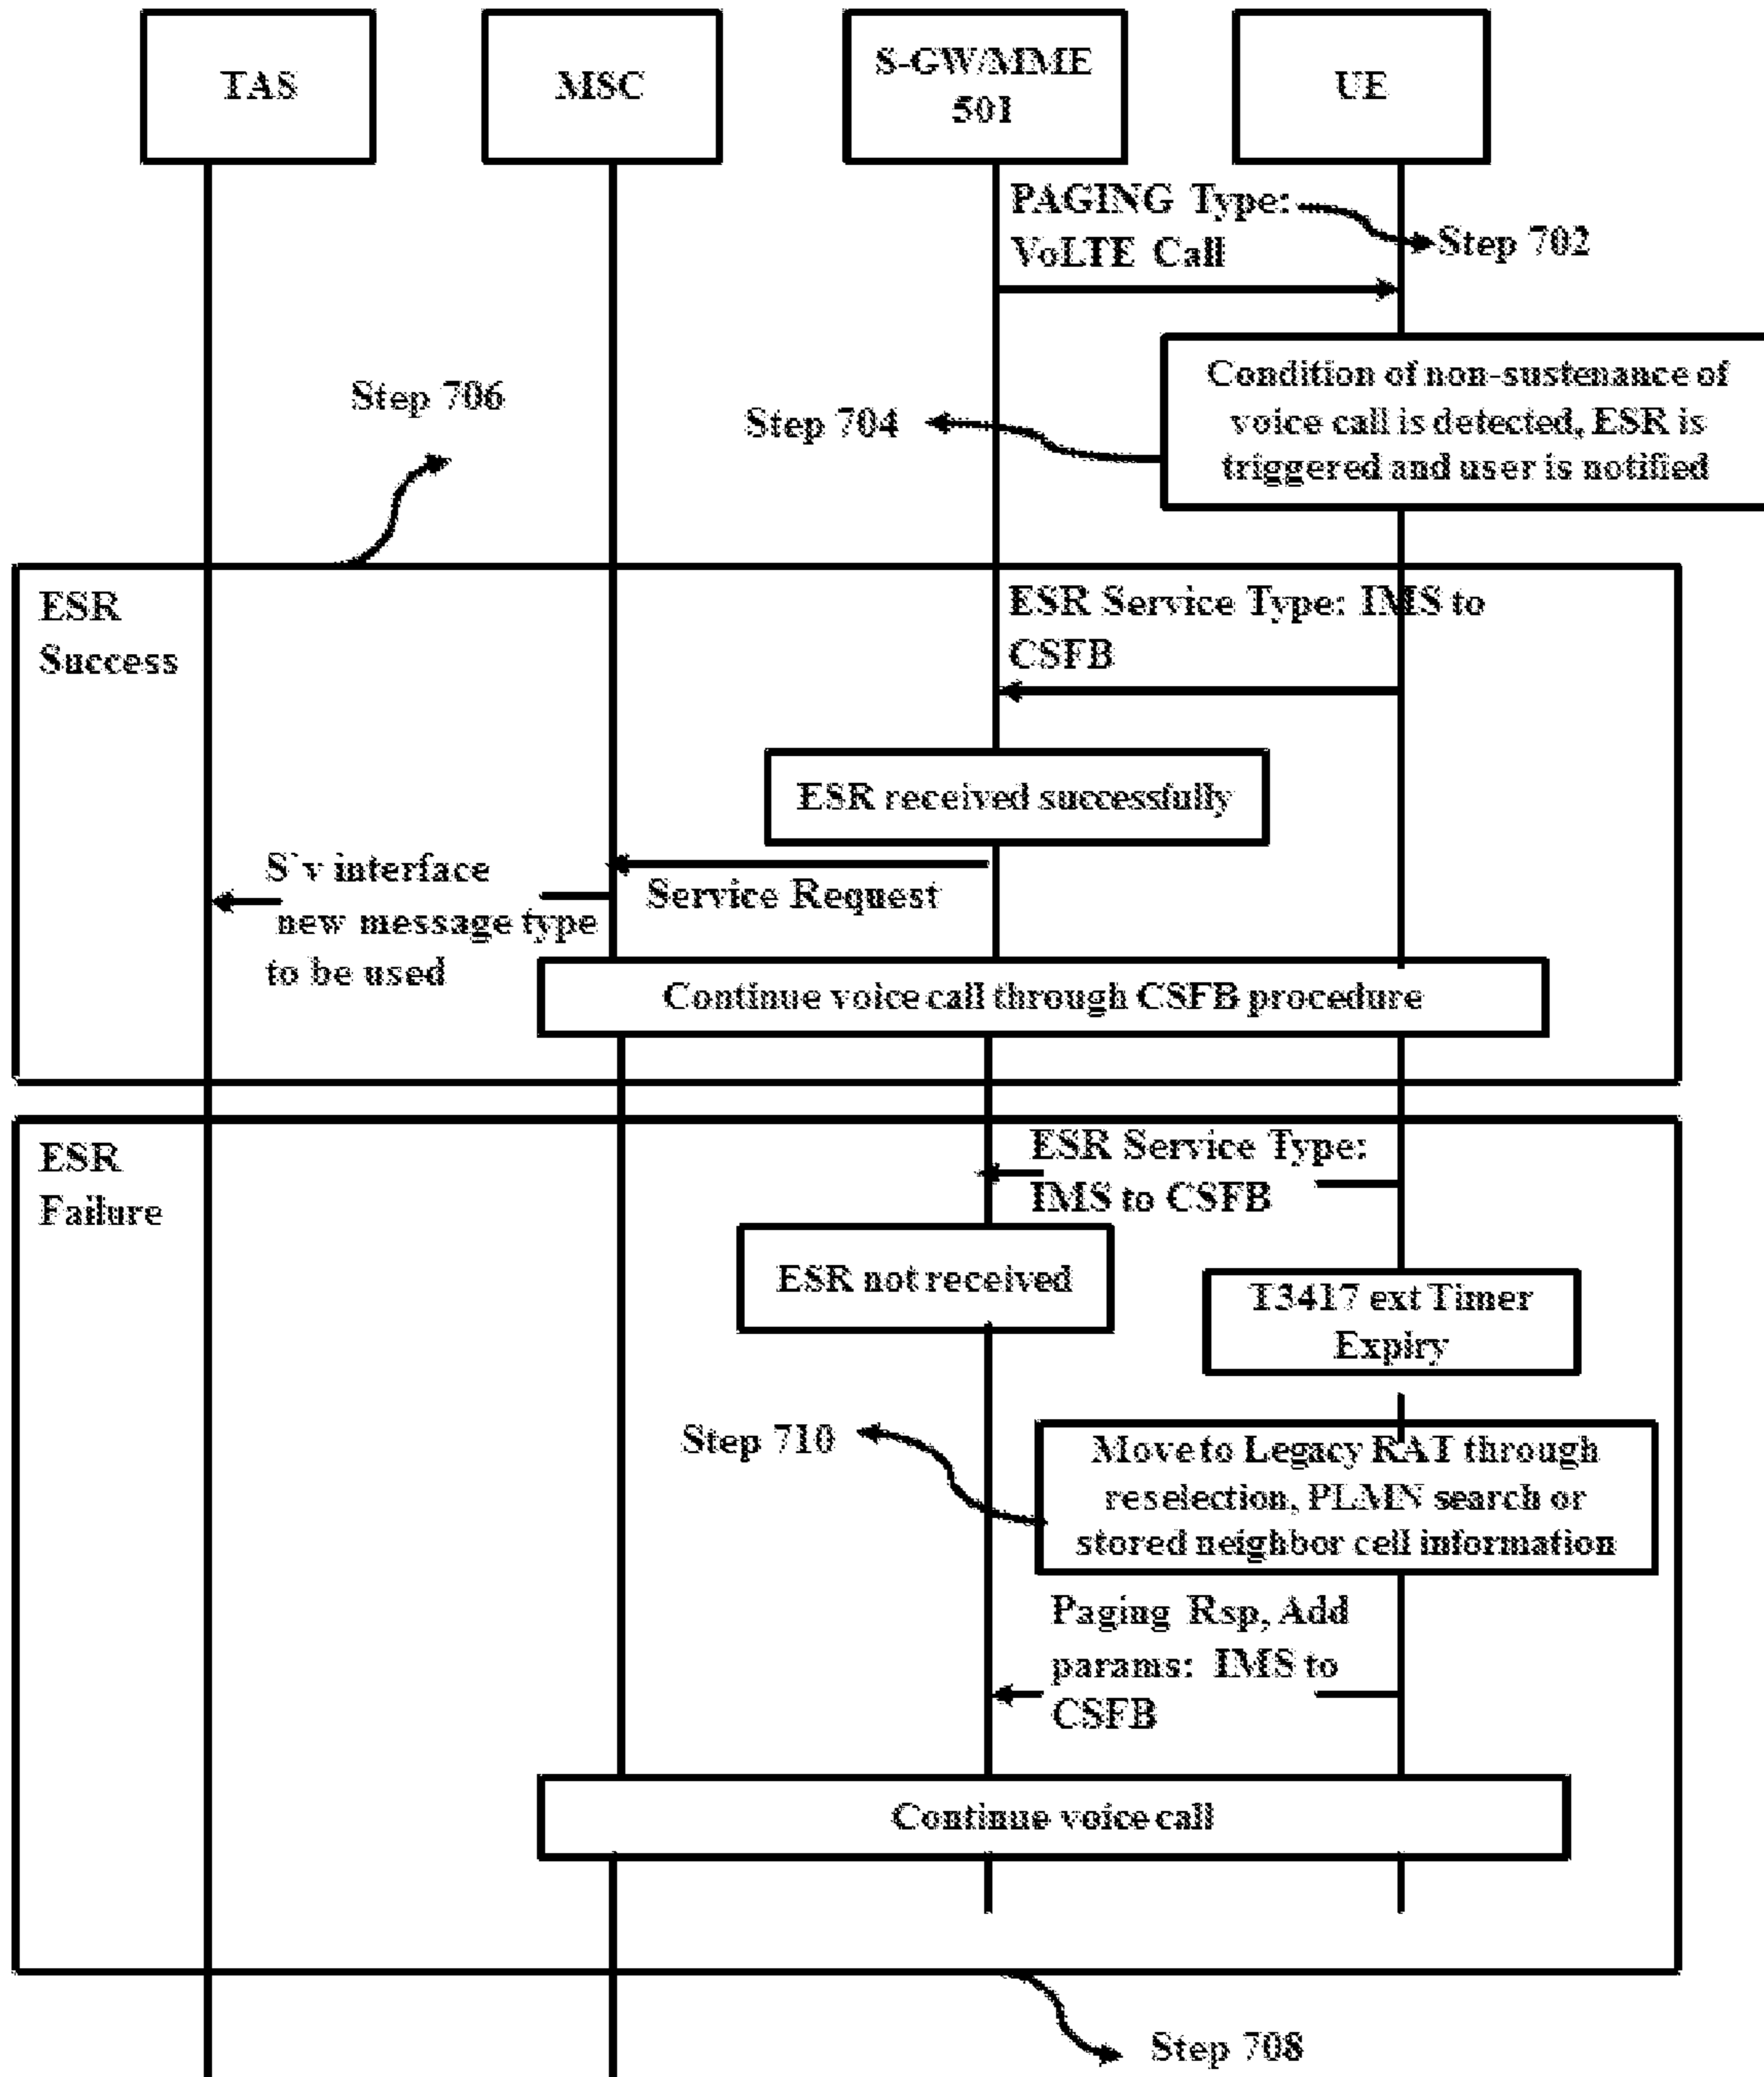 TAS
MSC
S-GW/MME
501
UE
PAGING Type:
VoLTE Call
Step 702
Condition of non-sustenance of
voice call is detected, ESR is
triggered and user is notified
Step 704
Step 706
ESR
Success
ESR Service Type: IMS to
CSFB
ESR received successfully
Service Request
S`v interface
new message type
to be used
Continue voice call through CSFB procedure
ESR
Failure
ESR Service Type:
IMS to CSFB
ESR not received
T3417 ext Timer
Expiry
Step 710
Move to Legacy RAT through
reselection, PLMN search or
stored neighbor cell information
Paging Rsp, Add
params: IMS to
CSFB
Continue voice call
Step 708